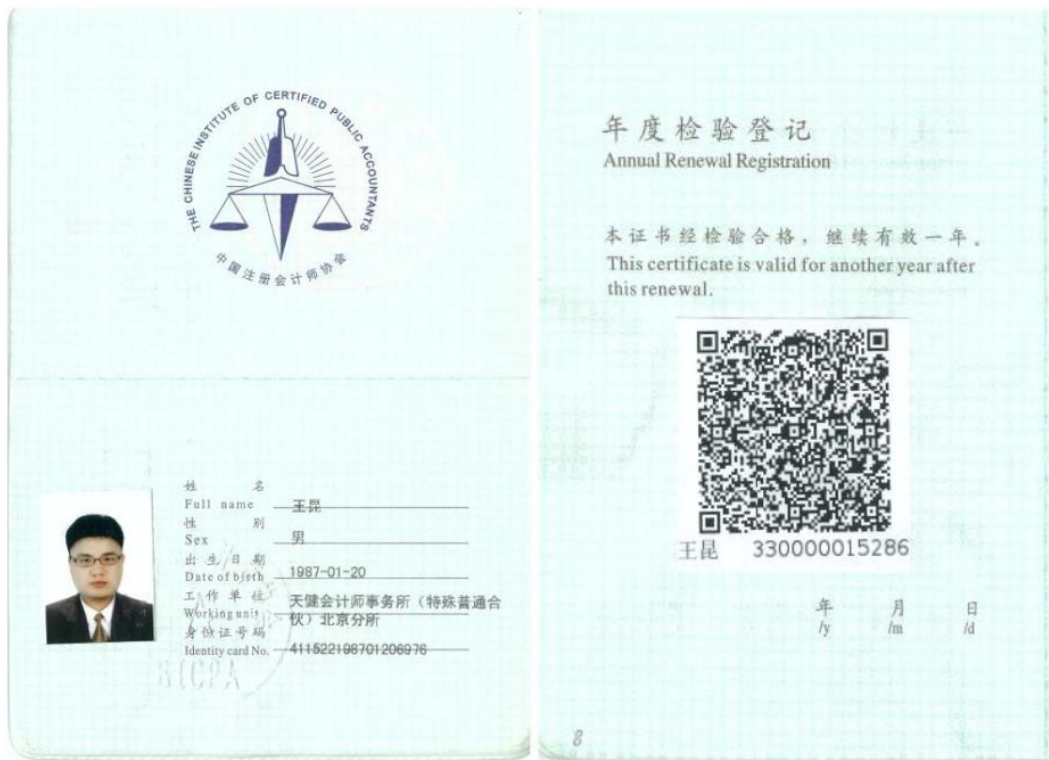 THE CHINESE INSTITUTE OF CERTIFIED PUBLIC ACCOUNTANTS
中国注册会计师协会
姓 名
Full name 王昆
性 别
Sex 男
出生日期
Date of birth 1987-01-20
工作单位
Working unit 天健会计师事务所（特殊普通合
伙）北京分所
身份证号码
Identity card No. 411522198701206976
BICPA
年度检验登记
Annual Renewal Registration
本证书经检验合格，继续有效一年。
This certificate is valid for another year after
this renewal.
王昆 330000015286
年 月 日
/y /m /d
8